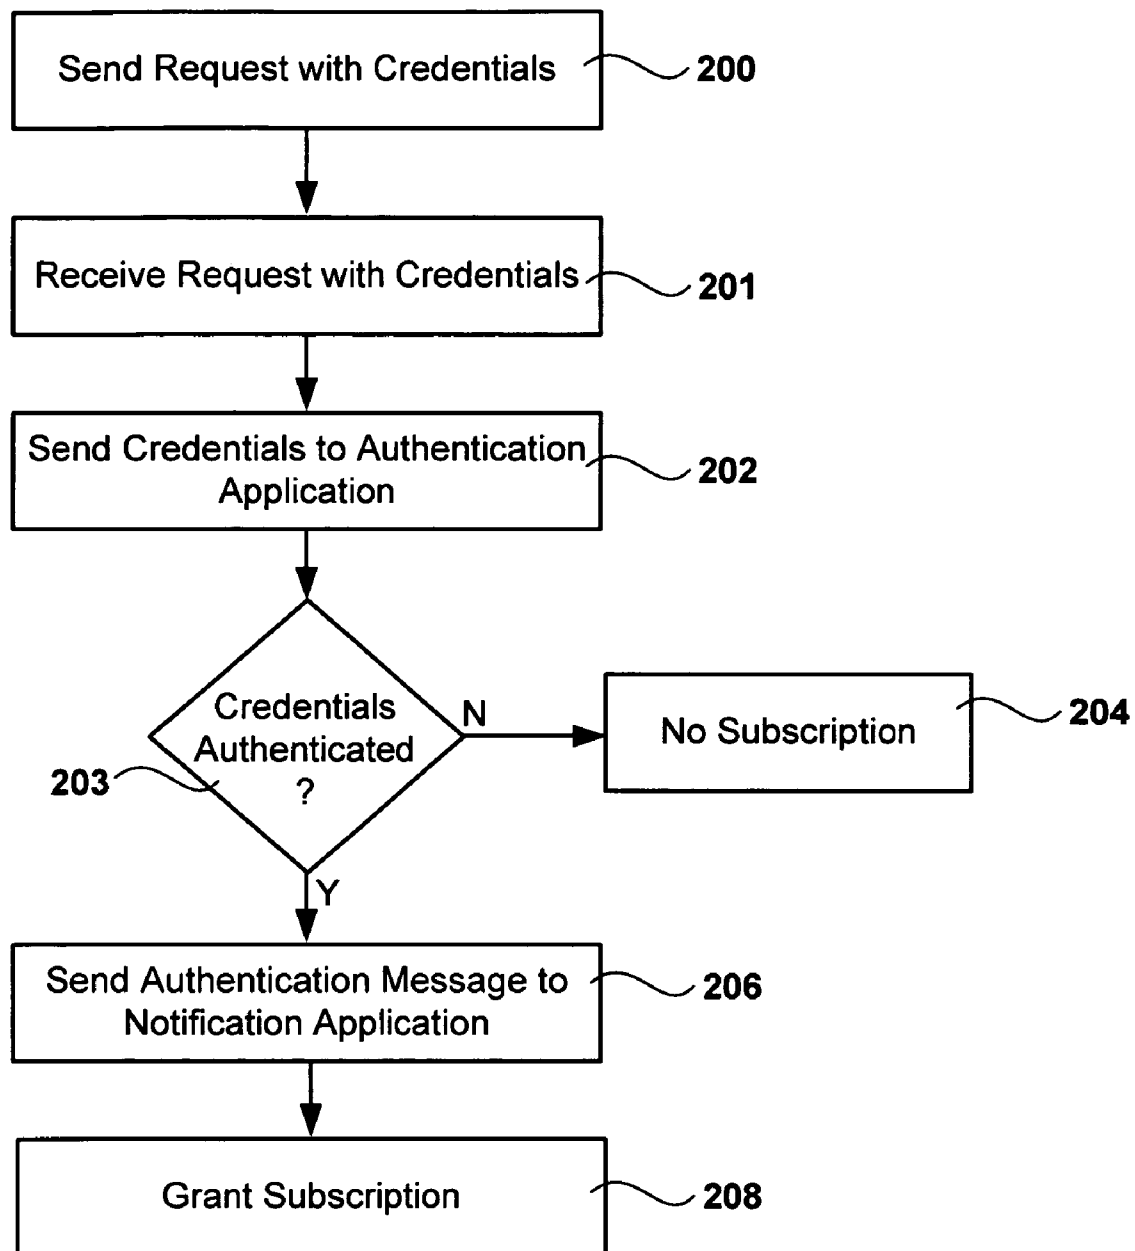 Send Request with Credentials
200
Receive Request with Credentials
201
Send Credentials to Authentication
Application
202
Credentials
Authenticated
?
203
N
No Subscription
204
Y
Send Authentication Message to
Notification Application
206
Grant Subscription
208